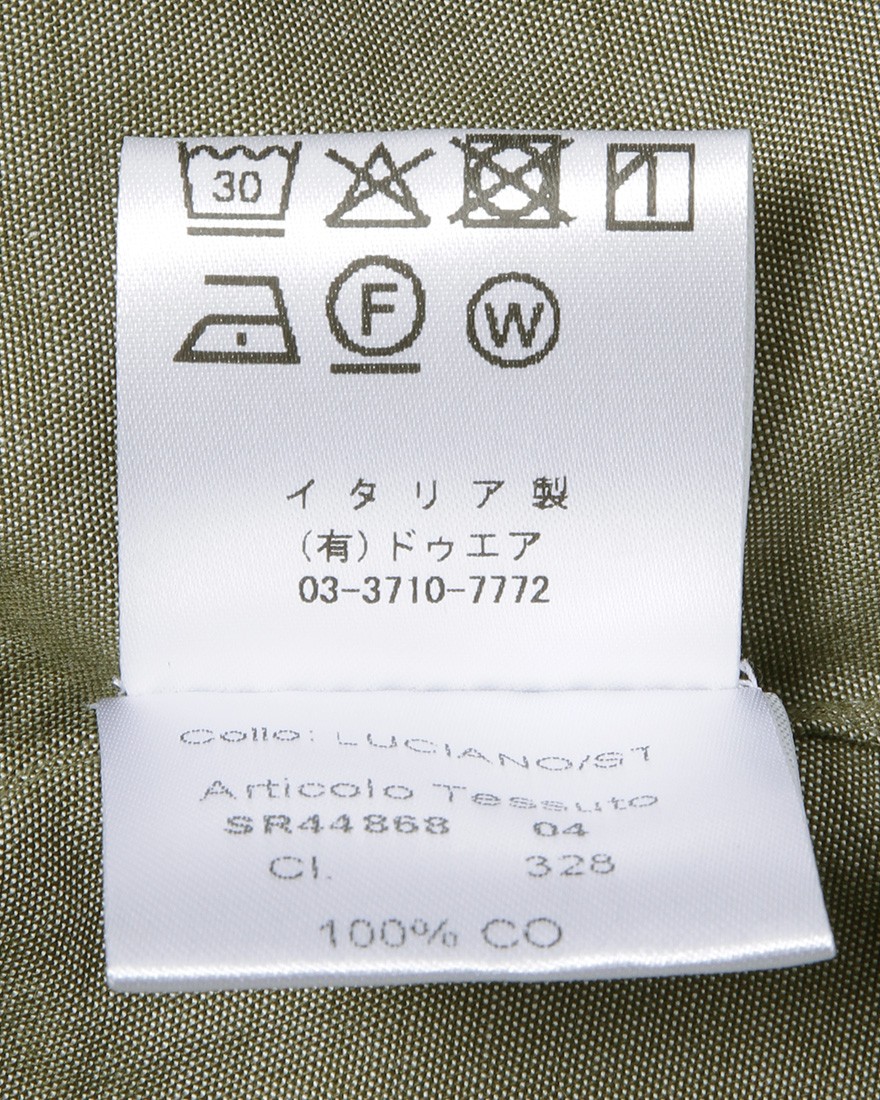 30
F W
イタリア製
(有)ドゥエア
03-3710-7772
Collo: LUCIANO/ST
Articolo Tessuto
SR44868 04
Cl. 328
100% CO